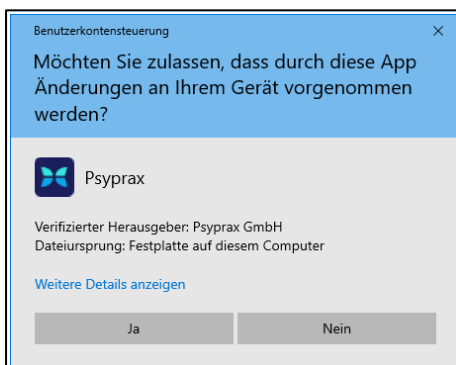 Benutzerkontensteuerung
Möchten Sie zulassen, dass durch diese App
Änderungen an Ihrem Gerät vorgenommen
werden?
Psyprax
Verifizierter Herausgeber: Psyprax GmbH
Dateiursprung: Festplatte auf diesem Computer
Weitere Details anzeigen
Ja
Nein